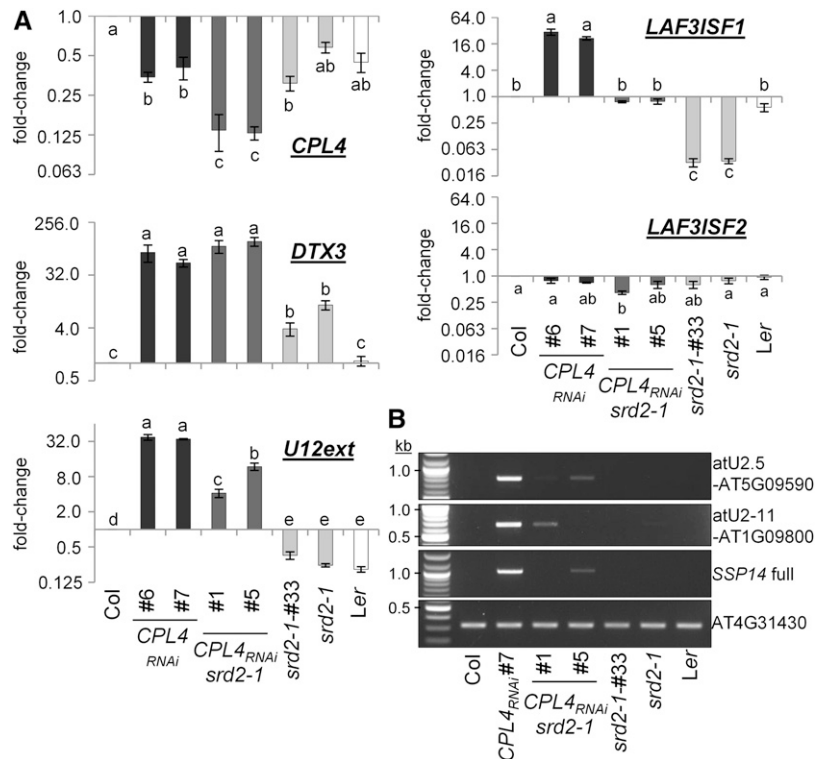 A
fold-change
1.0
0.5
0.25
0.125
0.063
a
b
b
c
c
b
ab
ab
CPL4
fold-change
256.0
32.0
4.0
0.5
c
a
a
a
a
b
b
c
DTX3
fold-change
32.0
8.0
2.0
0.5
0.125
d
a
a
c
b
e
e
e
U12ext
Col
#6
#7
CPL4
RNAi
#1
#5
CPL4RNAi
srd2-1
srd2-1-#33
srd2-1
Ler
fold-change
64.0
16.0
4.0
1.0
0.25
0.063
0.016
b
a
a
b
b
c
c
b
LAF3ISF1
fold-change
64.0
16.0
4.0
1.0
0.25
0.063
0.016
a
a
ab
b
ab
ab
a
a
LAF3ISF2
Col
#6
#7
CPL4
RNAi
#1
#5
CPL4RNAi
srd2-1
srd2-1-#33
srd2-1
Ler
B
kb
1.0
atU2.5
-AT5G09590
1.0
0.5
atU2-11
-AT1G09800
1.0
SSP14 full
0.5
AT4G31430
Col
CPL4RNAi #7
#1
#5
CPL4RNAi
srd2-1
srd2-1-#33
srd2-1
Ler